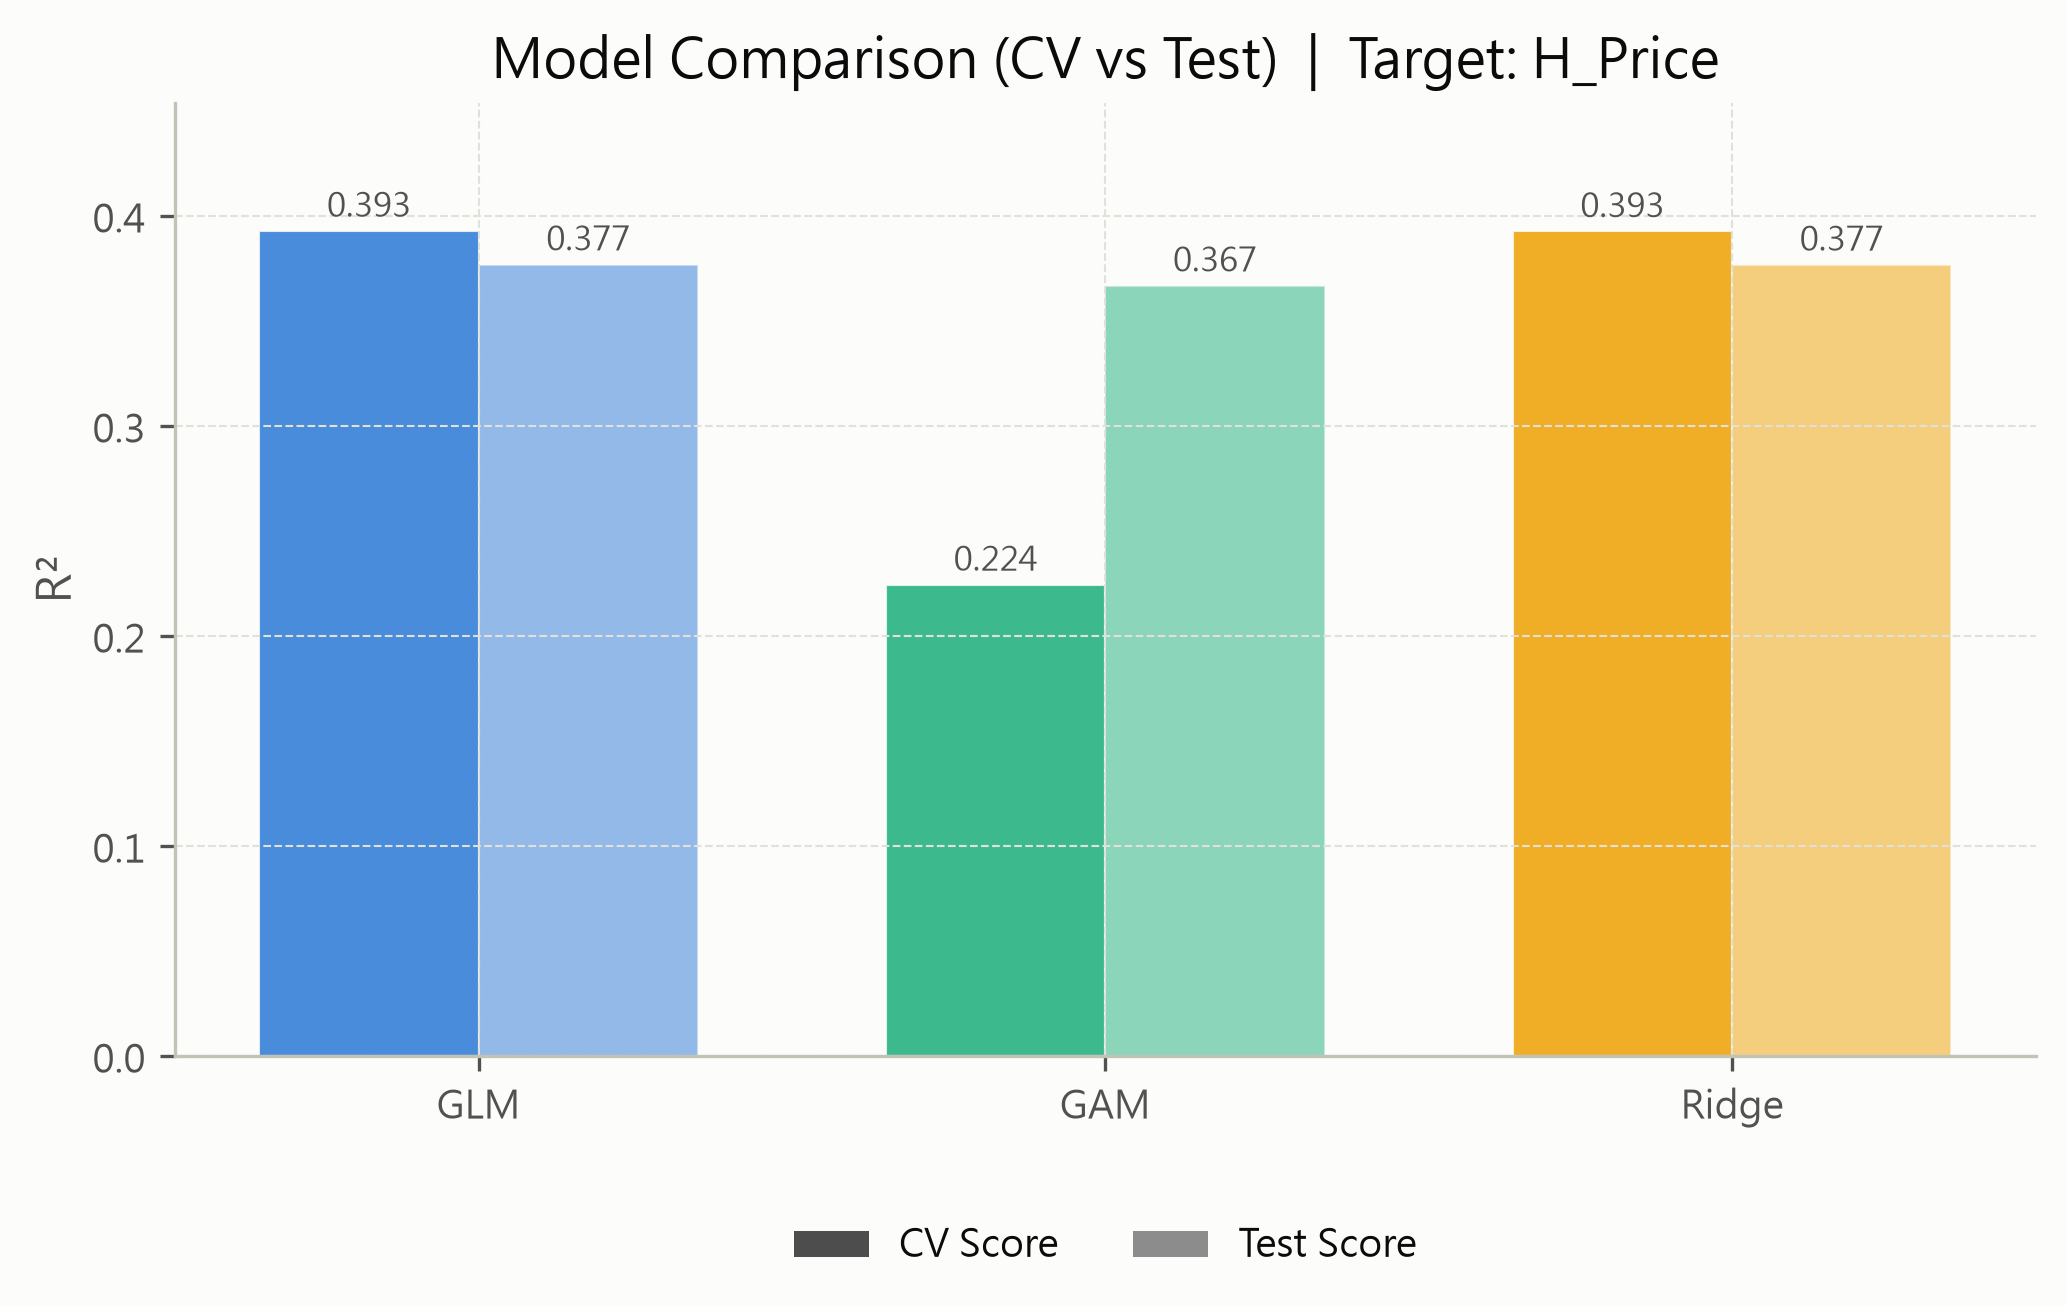 Model Comparison (CV vs Test) | Target: H_Price
R²
0.4
0.3
0.2
0.1
0.0
0.393
0.377
0.224
0.367
0.393
0.377
GLM
GAM
Ridge
CV Score
Test Score